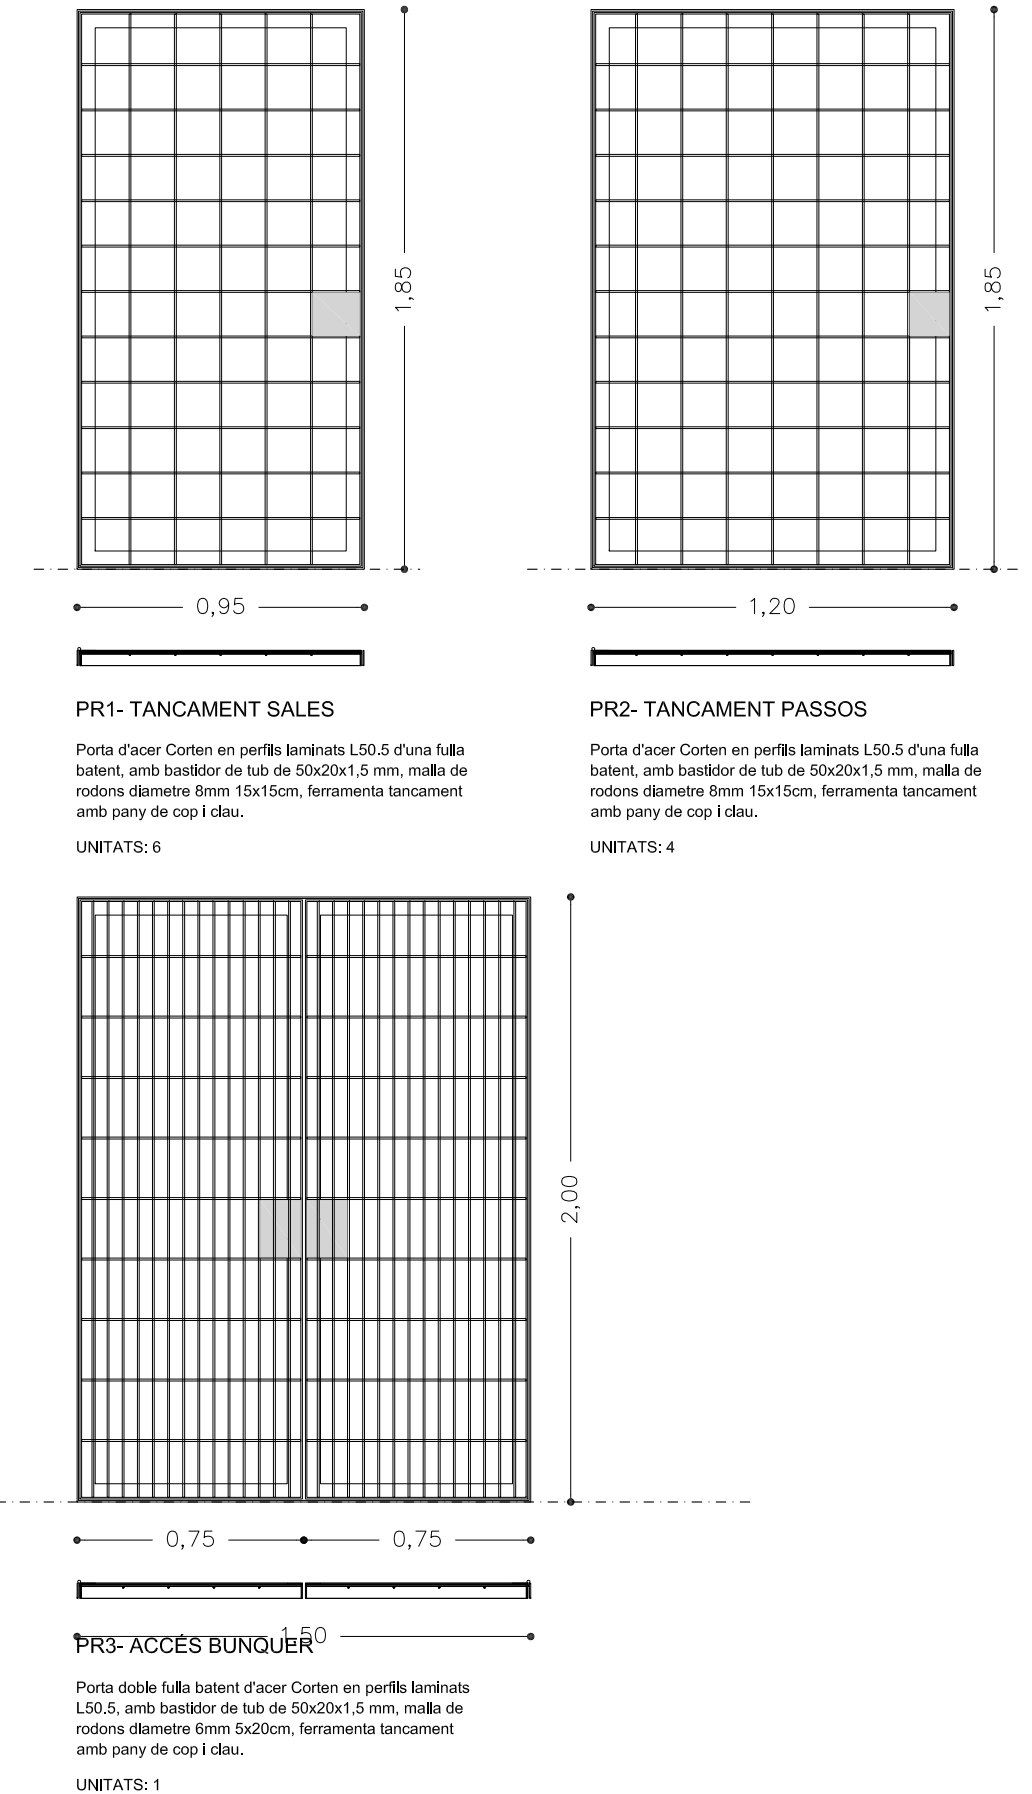 1,85
0,95
PR1- TANCAMENT SALES
Porta d'acer Corten en perfils laminats L50.5 d'una fulla
batent, amb bastidor de tub de 50x20x1,5 mm, malla de
rodons diametre 8mm 15x15cm, ferramenta tancament
amb pany de cop i clau.
UNITATS: 6
1,85
1,20
PR2- TANCAMENT PASSOS
Porta d'acer Corten en perfils laminats L50.5 d'una fulla
batent, amb bastidor de tub de 50x20x1,5 mm, malla de
rodons diametre 8mm 15x15cm, ferramenta tancament
amb pany de cop i clau.
UNITATS: 4
2,00
0,75 0,75
1,50
PR3- ACCÉS BUNQUER
Porta doble fulla batent d'acer Corten en perfils laminats
L50.5, amb bastidor de tub de 50x20x1,5 mm, malla de
rodons diametre 6mm 5x20cm, ferramenta tancament
amb pany de cop i clau.
UNITATS: 1